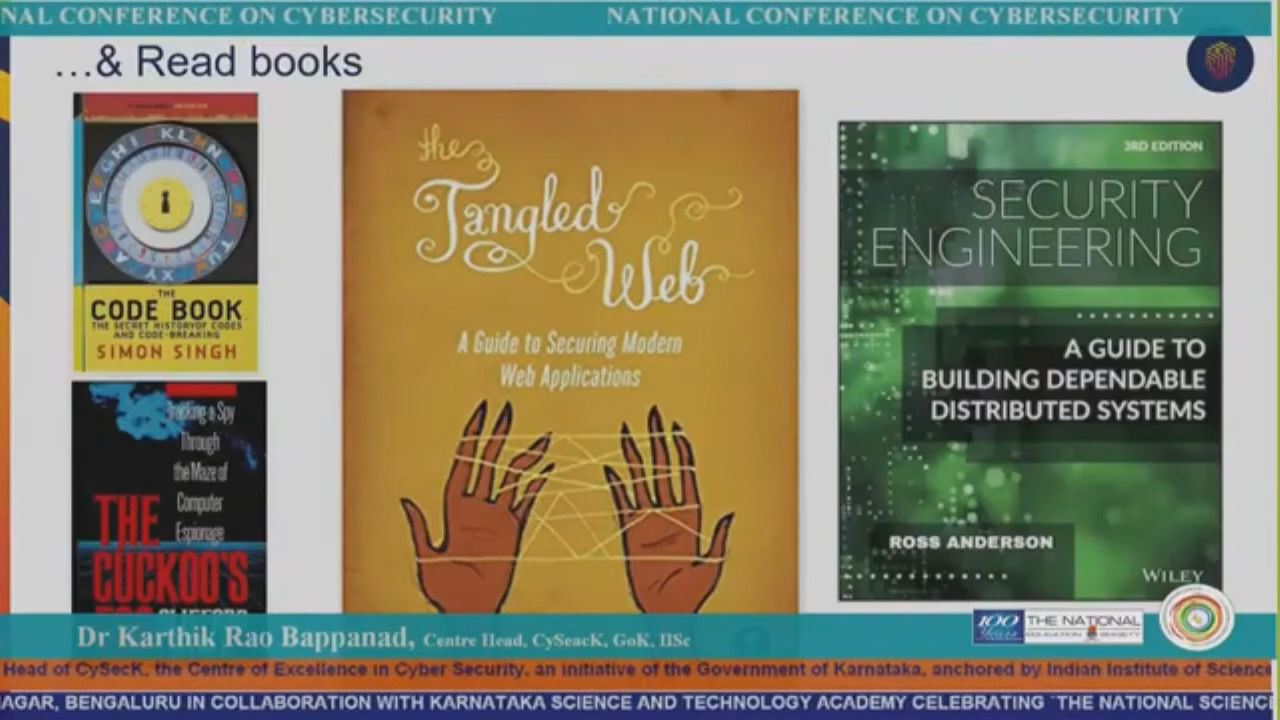 NAL CONFERENCE ON CYBERSECURITY NATIONAL CONFERENCE ON CYBERSECURITY
...& Read books
KLMN
THE
CODE BOOK
THE SECRET HISTORY OF CODES
AND CODE-BREAKING
SIMON SINGH
Tracking a Spy
Through
the Maze of
Computer
Espionage
THE
CUCKOO'S
the
Tangled
Web
A Guide to Securing Modern
Web Applications
3RD EDITION
SECURITY
ENGINEERING
A GUIDE TO
BUILDING DEPENDABLE
DISTRIBUTED SYSTEMS
ROSS ANDERSON
WILEY
100 Years THE NATIONAL
EDUCATION SOCIETY
Dr Karthik Rao Bappanad, Centre Head, CySeacK, GoK, IISc
Head of CySecK, the Centre of Excellence in Cyber Security, an initiative of the Government of Karnataka, anchored by Indian Institute of Science
AGAR, BENGALURU IN COLLABORATION WITH KARNATAKA SCIENCE AND TECHNOLOGY ACADEMY CELEBRATING `THE NATIONAL SCIENCE